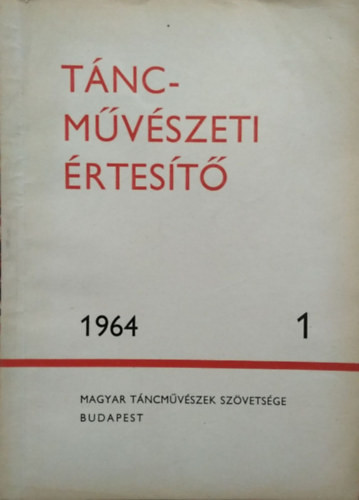 TÁNC-
MŰVÉSZETI
ÉRTESÍTŐ
1964 1
MAGYAR TÁNCMŰVÉSZEK SZÖVETSÉGE
BUDAPEST